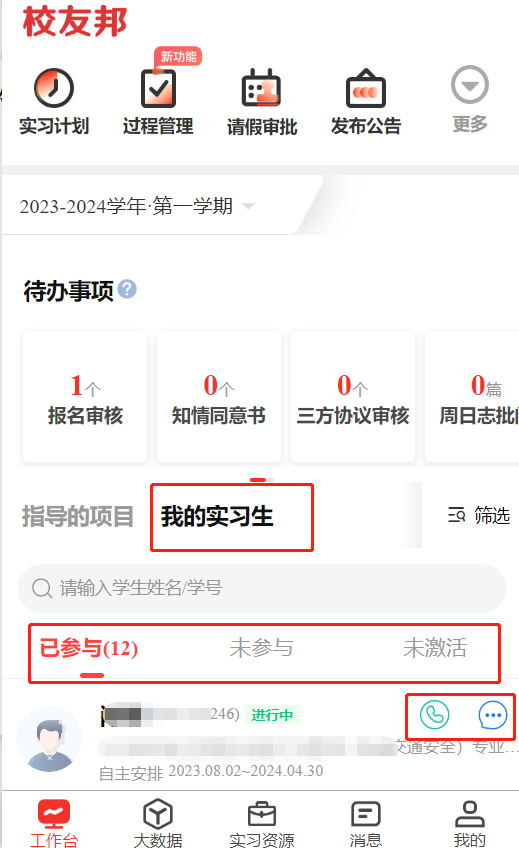 校友邦
新功能
实习计划 过程管理 请假审批 发布公告 更多
2023-2024学年·第一学期
待办事项 ?
1个 0个 0个 0篇
报名审核 知情同意书 三方协议审核 周日志批
指导的项目 我的实习生 筛选
请输入学生姓名/学号
已参与(12) 未参与 未激活
246) 进行中
交通安全）专业...
自主安排 2023.08.02~2024.04.30
工作台 大数据 实习资源 消息 我的